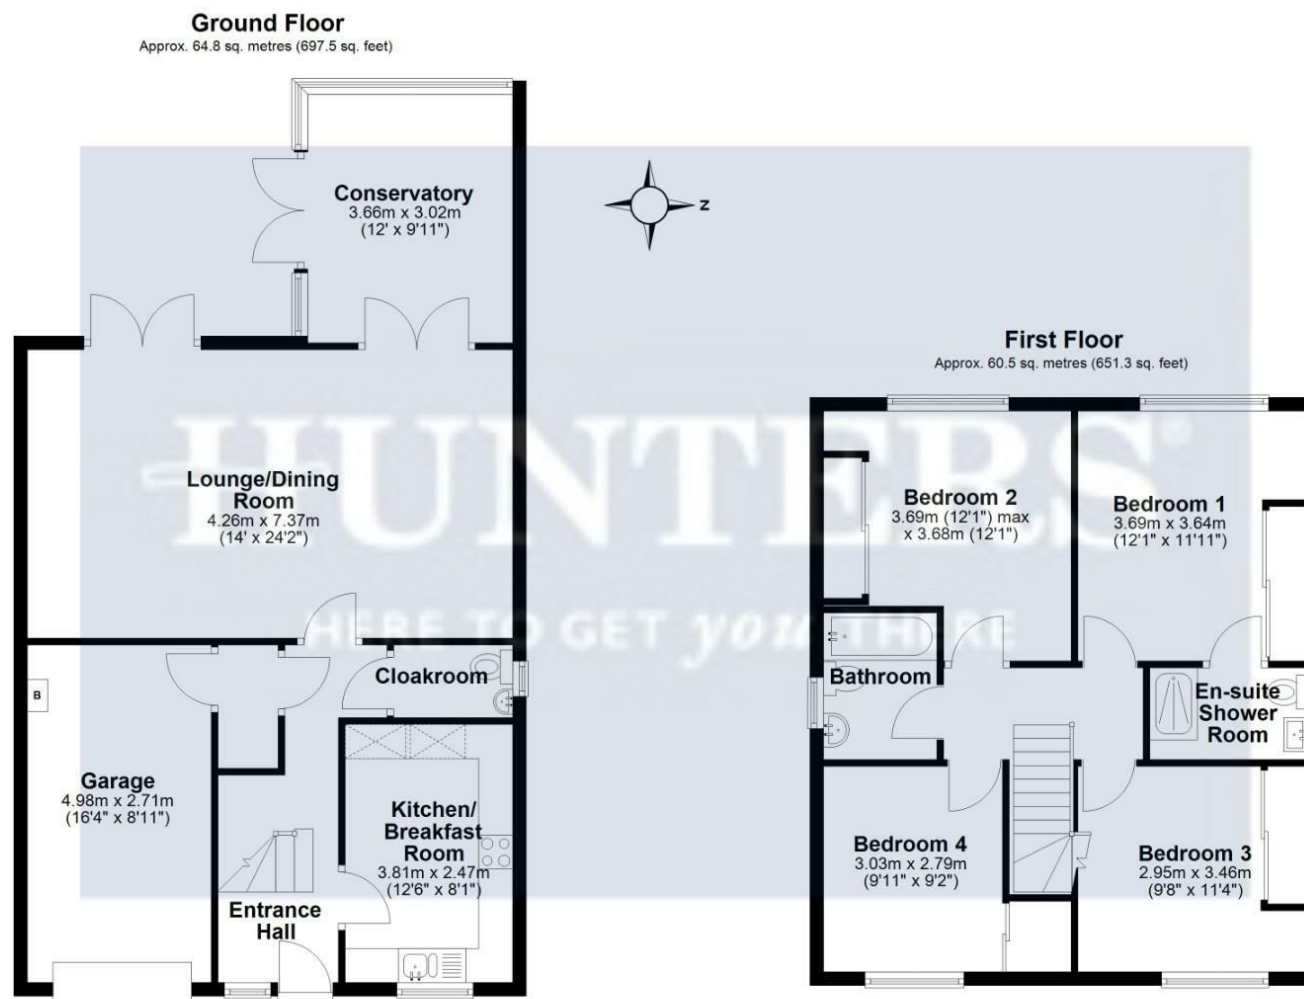 Ground Floor
Approx. 64.8 sq. metres (697.5 sq. feet)
Conservatory
3.66m x 3.02m
(12' x 9'11")
Z
Lounge/Dining
Room
4.26m x 7.37m
(14' x 24'2")
Cloakroom
B
Garage
4.98m x 2.71m
(16'4" x 8'11")
Kitchen/
Breakfast
Room
3.81m x 2.47m
(12'6" x 8'1")
Entrance
Hall
First Floor
Approx. 60.5 sq. metres (651.3 sq. feet)
Bedroom 2
3.69m (12'1") max
x 3.68m (12'1")
Bedroom 1
3.69m x 3.64m
(12'1" x 11'11")
Bathroom
En-suite
Shower
Room
Bedroom 4
3.03m x 2.79m
(9'11" x 9'2")
Bedroom 3
2.95m x 3.46m
(9'8" x 11'4")
HUNTERS®
HERE TO GET you THERE